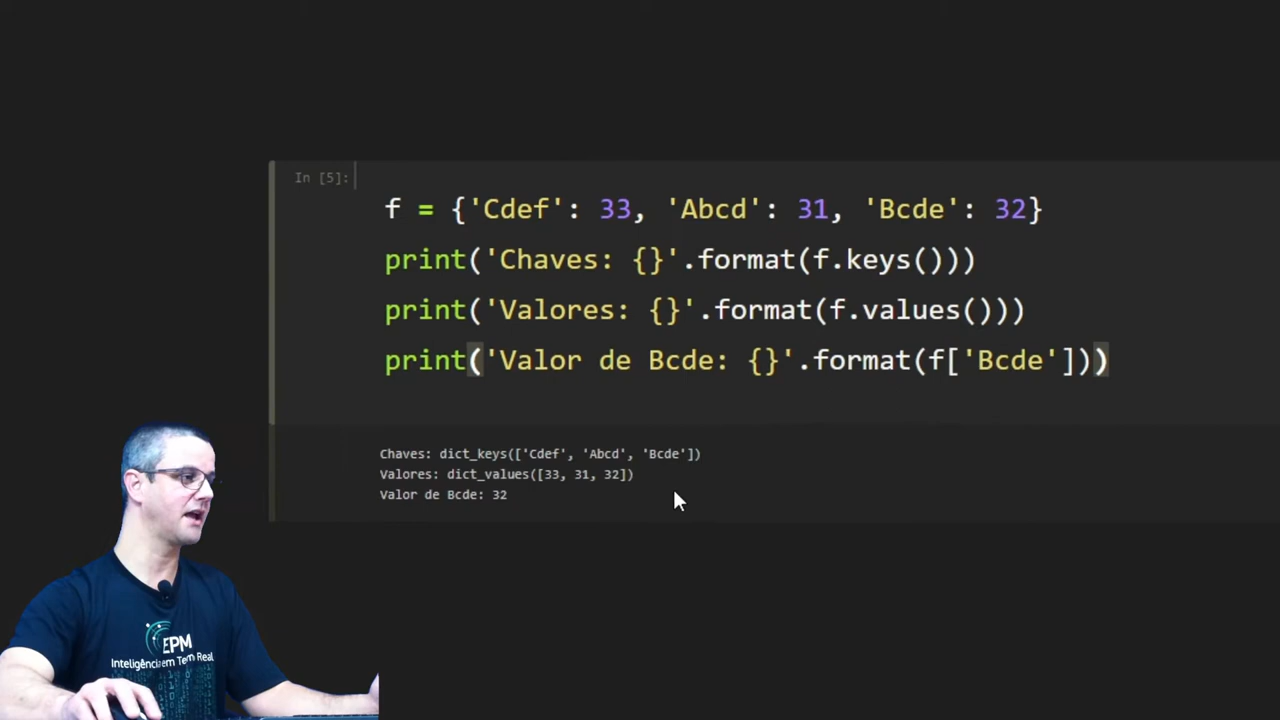 In [5]:
f = {'Cdef': 33, 'Abcd': 31, 'Bcde': 32}
print('Chaves: {}'.format(f.keys()))
print('Valores: {}'.format(f.values()))
print('Valor de Bcde: {}'.format(f['Bcde']))
Chaves: dict_keys(['Cdef', 'Abcd', 'Bcde'])
Valores: dict_values([33, 31, 32])
Valor de Bcde: 32
EPM
Inteligência em Tempo Real